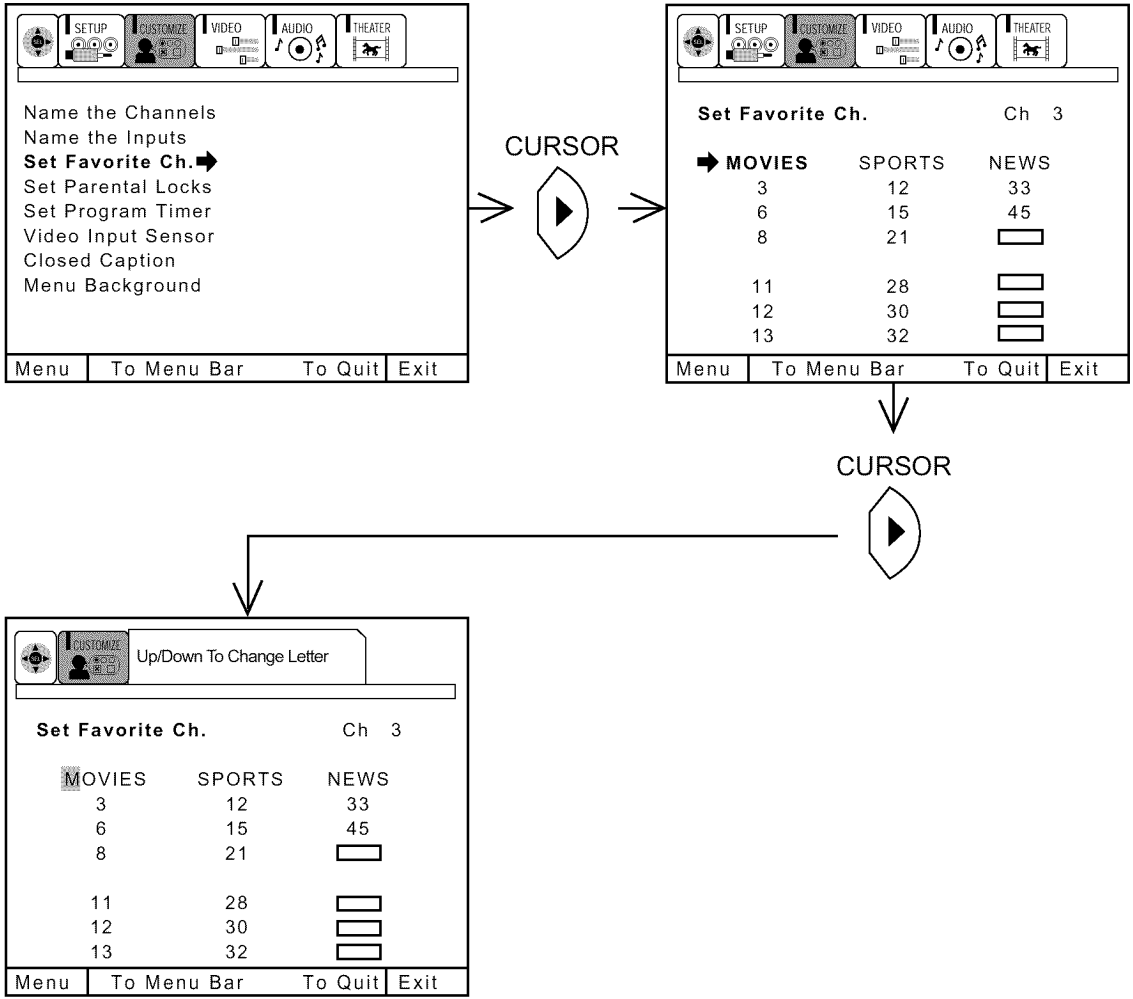 SETUP CUSTOMIZE VIDEO AUDIO THEATER
SEL
Name the Channels
Name the Inputs
Set Favorite Ch.
Set Parental Locks
Set Program Timer
Video Input Sensor
Closed Caption
Menu Background
Menu To Menu Bar To Quit Exit
CURSOR
SETUP CUSTOMIZE VIDEO AUDIO THEATER
SEL
Set Favorite Ch. Ch 3
MOVIES SPORTS NEWS
3 12 33
6 15 45
8 21
11 28
12 30
13 32
Menu To Menu Bar To Quit Exit
CURSOR
CUSTOMIZE
SEL
Up/Down To Change Letter
Set Favorite Ch. Ch 3
MOVIES SPORTS NEWS
3 12 33
6 15 45
8 21
11 28
12 30
13 32
Menu To Menu Bar To Quit Exit